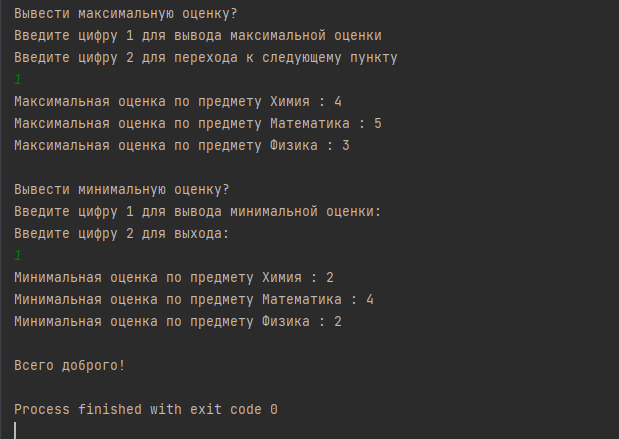 Вывести максимальную оценку?
Введите цифру 1 для вывода максимальной оценки
Введите цифру 2 для перехода к следующему пункту
1
Максимальная оценка по предмету Химия : 4
Максимальная оценка по предмету Математика : 5
Максимальная оценка по предмету Физика : 3
Вывести минимальную оценку?
Введите цифру 1 для вывода минимальной оценки:
Введите цифру 2 для выхода:
1
Минимальная оценка по предмету Химия : 2
Минимальная оценка по предмету Математика : 4
Минимальная оценка по предмету Физика : 2
Всего доброго!
Process finished with exit code 0